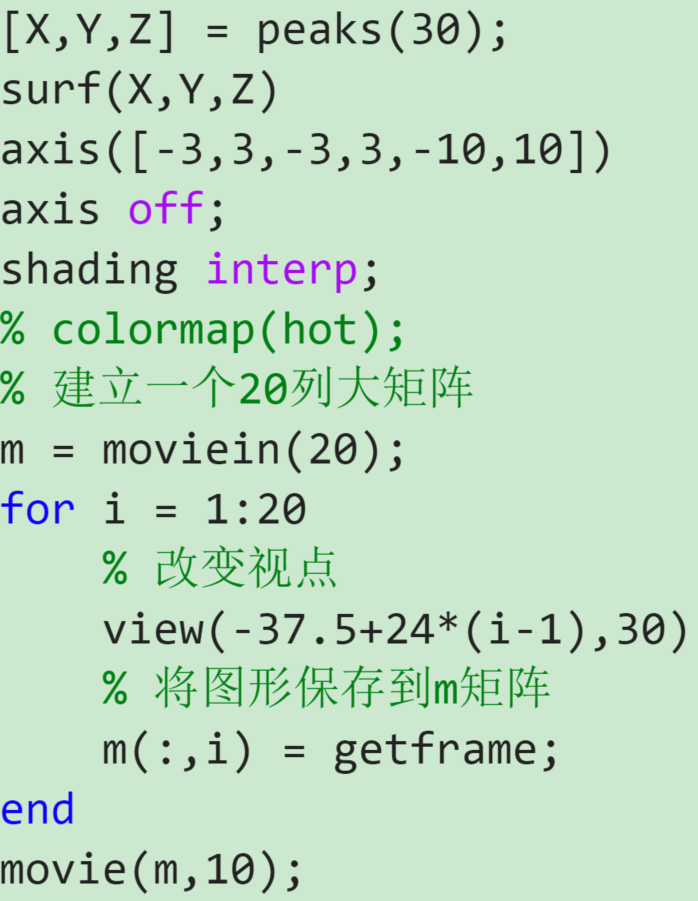 [X,Y,Z] = peaks(30);
surf(X,Y,Z)
axis([-3,3,-3,3,-10,10])
axis off;
shading interp;
% colormap(hot);
% 建立一个20列大矩阵
m = moviein(20);
for i = 1:20
    % 改变视点
    view(-37.5+24*(i-1),30)
    % 将图形保存到m矩阵
    m(:,i) = getframe;
end
movie(m,10);